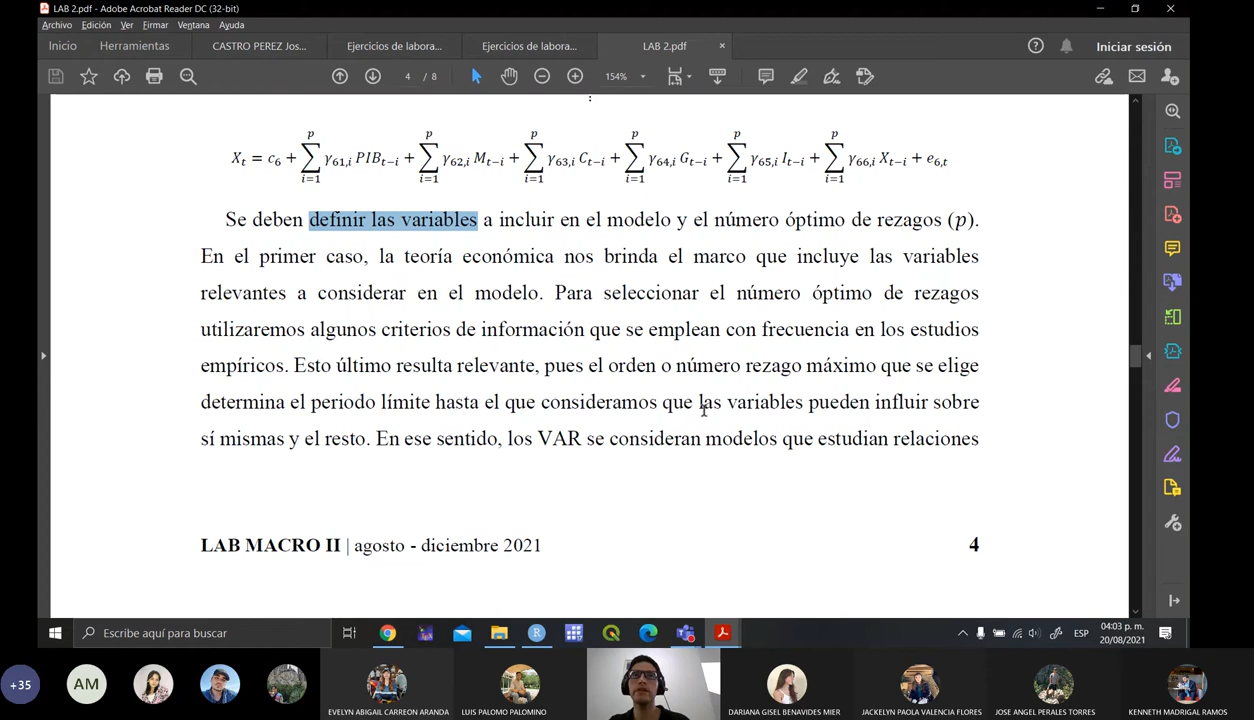 LAB 2.pdf - Adobe Acrobat Reader DC (32-bit)
Archivo Edición Ver Firmar Ventana Ayuda
Inicio Herramientas CASTRO PEREZ Jos... Ejercicios de labora... Ejercicios de labora... LAB 2.pdf × Iniciar sesión
4 / 8 154%
X_t = c_6 + ∑_{i=1}^{p} γ_{61,i} PIB_{t−i} + ∑_{i=1}^{p} γ_{62,i} M_{t−i} + ∑_{i=1}^{p} γ_{63,i} C_{t−i} + ∑_{i=1}^{p} γ_{64,i} G_{t−i} + ∑_{i=1}^{p} γ_{65,i} I_{t−i} + ∑_{i=1}^{p} γ_{66,i} X_{t−i} + e_{6,t}
Se deben definir las variables a incluir en el modelo y el número óptimo de rezagos (p).
En el primer caso, la teoría económica nos brinda el marco que incluye las variables
relevantes a considerar en el modelo. Para seleccionar el número óptimo de rezagos
utilizaremos algunos criterios de información que se emplean con frecuencia en los estudios
empíricos. Esto último resulta relevante, pues el orden o número rezago máximo que se elige
determina el periodo límite hasta el que consideramos que las variables pueden influir sobre
sí mismas y el resto. En ese sentido, los VAR se consideran modelos que estudian relaciones
LAB MACRO II | agosto - diciembre 2021 4
Escribe aquí para buscar
ESP
04:03 p. m.
20/08/2021
+35
AM
EVELYN ABIGAIL CARREON ARANDA
LUIS PALOMO PALOMINO
DARIANA GISEL BENAVIDES MIER
JACKELYN PAOLA VALENCIA FLORES
JOSE ANGEL PERALES TORRES
KENNETH MADRIGAL RAMOS